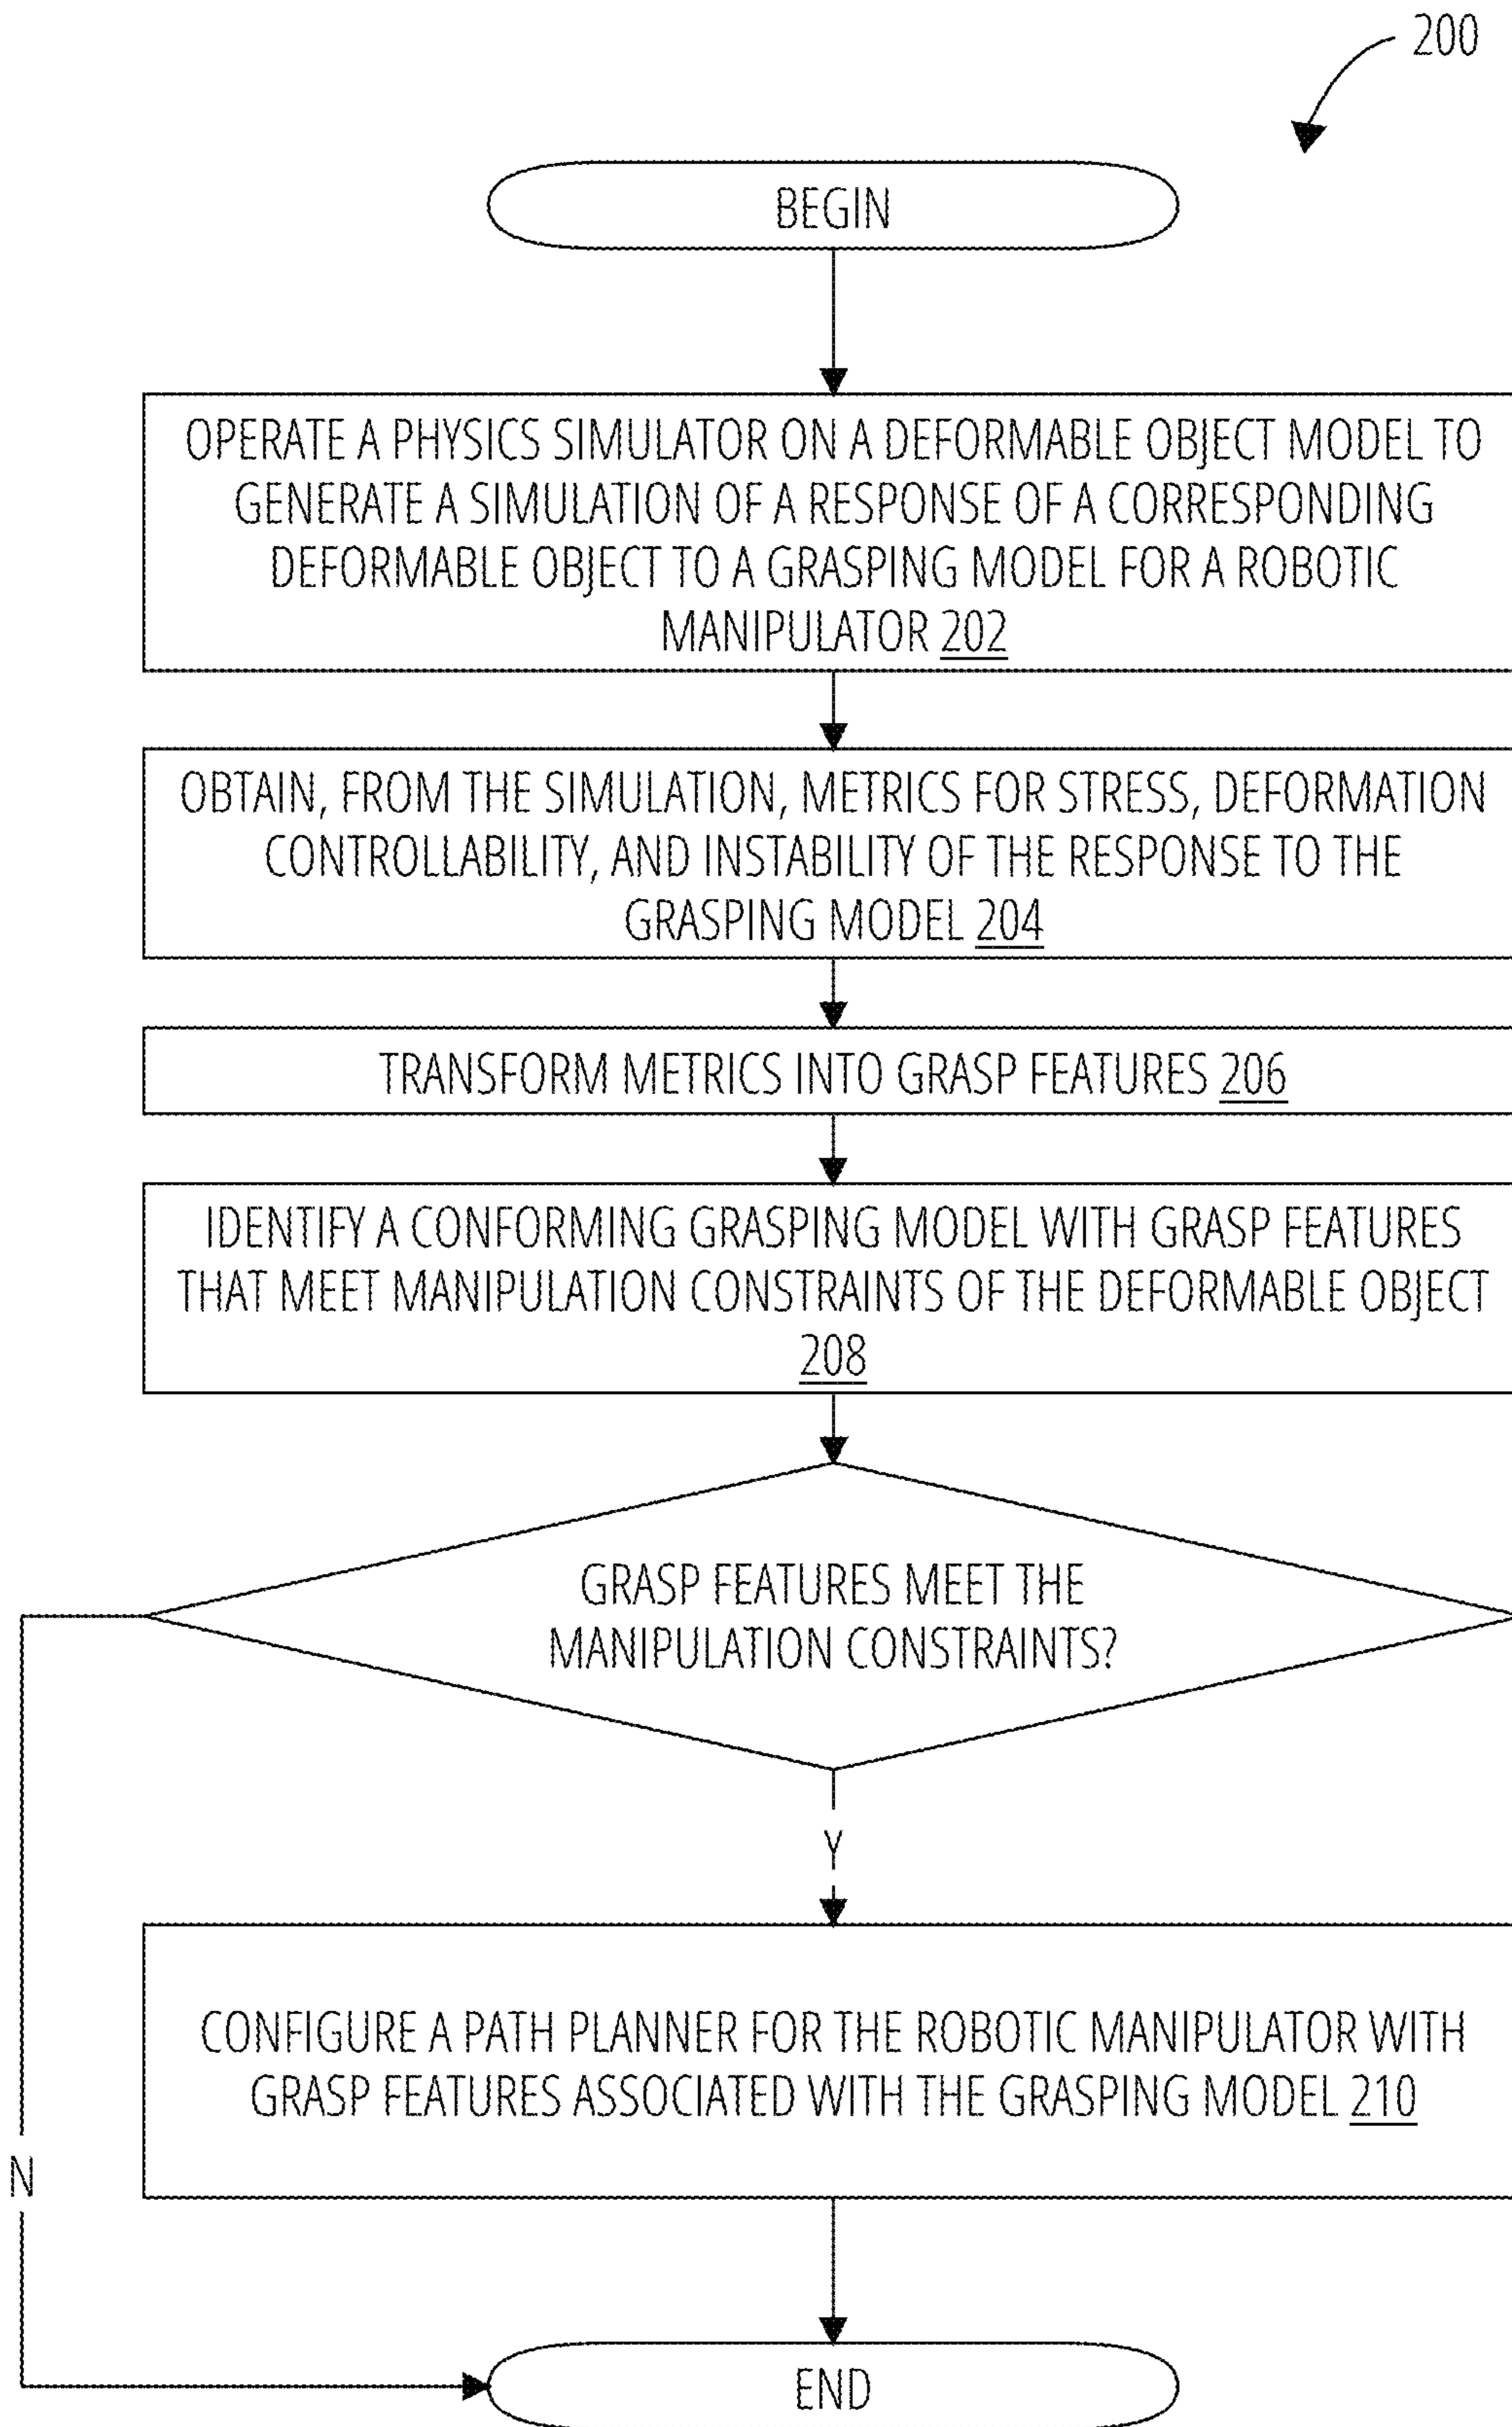 200
BEGIN
OPERATE A PHYSICS SIMULATOR ON A DEFORMABLE OBJECT MODEL TO
GENERATE A SIMULATION OF A RESPONSE OF A CORRESPONDING
DEFORMABLE OBJECT TO A GRASPING MODEL FOR A ROBOTIC
MANIPULATOR 202
OBTAIN, FROM THE SIMULATION, METRICS FOR STRESS, DEFORMATION
CONTROLLABILITY, AND INSTABILITY OF THE RESPONSE TO THE
GRASPING MODEL 204
TRANSFORM METRICS INTO GRASP FEATURES 206
IDENTIFY A CONFORMING GRASPING MODEL WITH GRASP FEATURES
THAT MEET MANIPULATION CONSTRAINTS OF THE DEFORMABLE OBJECT
208
GRASP FEATURES MEET THE
MANIPULATION CONSTRAINTS?
Y
CONFIGURE A PATH PLANNER FOR THE ROBOTIC MANIPULATOR WITH
GRASP FEATURES ASSOCIATED WITH THE GRASPING MODEL 210
N
END